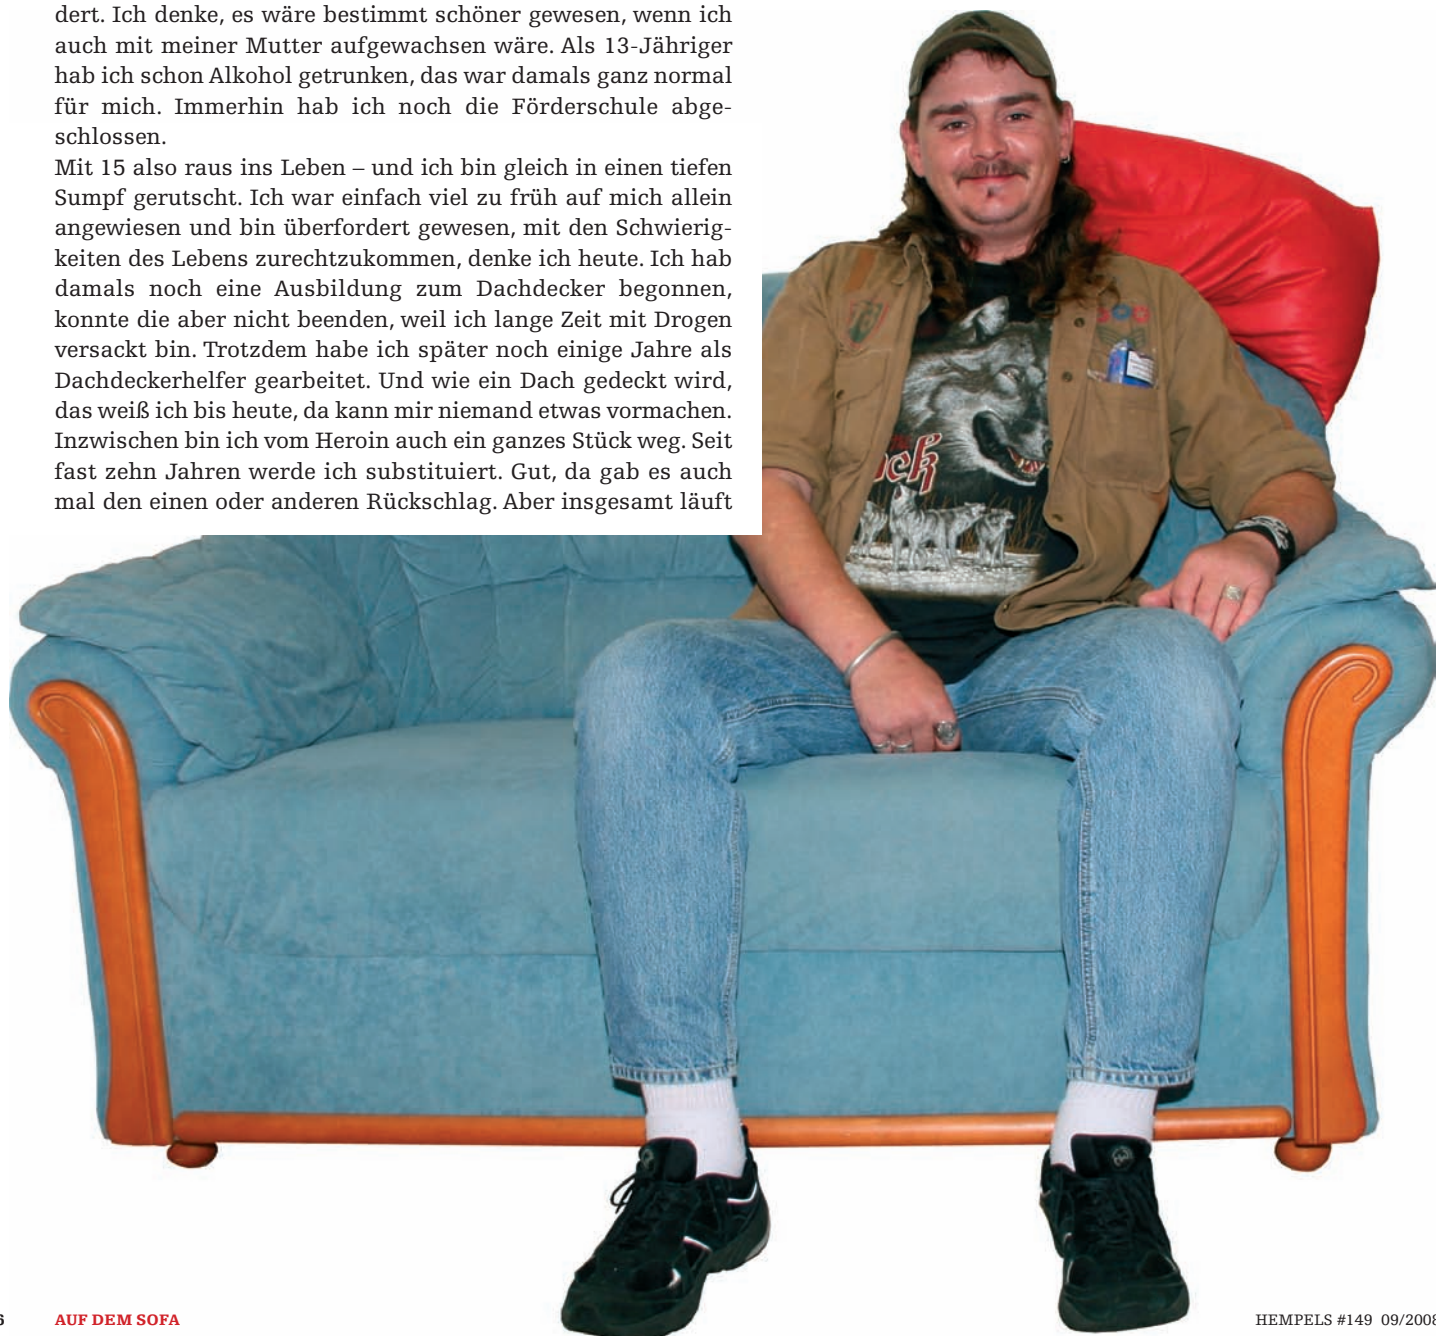 dert. Ich denke, es wäre bestimmt schöner gewesen, wenn ich
auch mit meiner Mutter aufgewachsen wäre. Als 13-Jähriger
hab ich schon Alkohol getrunken, das war damals ganz normal
für mich. Immerhin hab ich noch die Förderschule abge-
schlossen.
Mit 15 also raus ins Leben – und ich bin gleich in einen tiefen
Sumpf gerutscht. Ich war einfach viel zu früh auf mich allein
angewiesen und bin überfordert gewesen, mit den Schwierig-
keiten des Lebens zurechtzukommen, denke ich heute. Ich hab
damals noch eine Ausbildung zum Dachdecker begonnen,
konnte die aber nicht beenden, weil ich lange Zeit mit Drogen
versackt bin. Trotzdem habe ich später noch einige Jahre als
Dachdeckerhelfer gearbeitet. Und wie ein Dach gedeckt wird,
das weiß ich bis heute, da kann mir niemand etwas vormachen.
Inzwischen bin ich vom Heroin auch ein ganzes Stück weg. Seit
fast zehn Jahren werde ich substituiert. Gut, da gab es auch
mal den einen oder anderen Rückschlag. Aber insgesamt läuft
AUF DEM SOFA
HEMPELS #149 09/2008